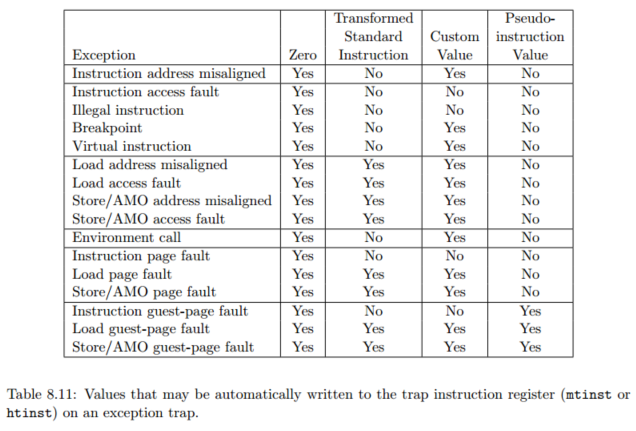 Transformed Pseudo-
Standard Custom instruction
Exception Zero Instruction Value Value
Instruction address misaligned Yes No Yes No
Instruction access fault Yes No No No
Illegal instruction Yes No No No
Breakpoint Yes No Yes No
Virtual instruction Yes No Yes No
Load address misaligned Yes Yes Yes No
Load access fault Yes Yes Yes No
Store/AMO address misaligned Yes Yes Yes No
Store/AMO access fault Yes Yes Yes No
Environment call Yes No Yes No
Instruction page fault Yes No No No
Load page fault Yes Yes Yes No
Store/AMO page fault Yes Yes Yes No
Instruction guest-page fault Yes No No Yes
Load guest-page fault Yes Yes Yes Yes
Store/AMO guest-page fault Yes Yes Yes Yes
Table 8.11: Values that may be automatically written to the trap instruction register (mtinst or
htinst) on an exception trap.